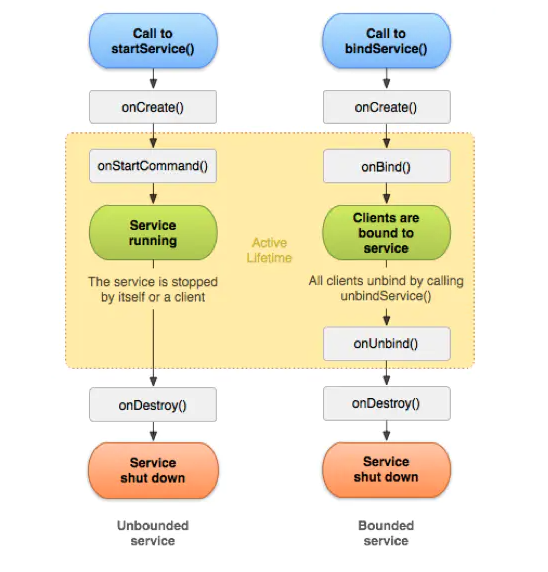 Call to
startService()
onCreate()
onStartCommand()
Service
running
The service is stopped
by itself or a client
onDestroy()
Service
shut down
Unbounded
service
Active
Lifetime
Call to
bindService()
onCreate()
onBind()
Clients are
bound to
service
All clients unbind by calling
unbindService()
onUnbind()
onDestroy()
Service
shut down
Bounded
service